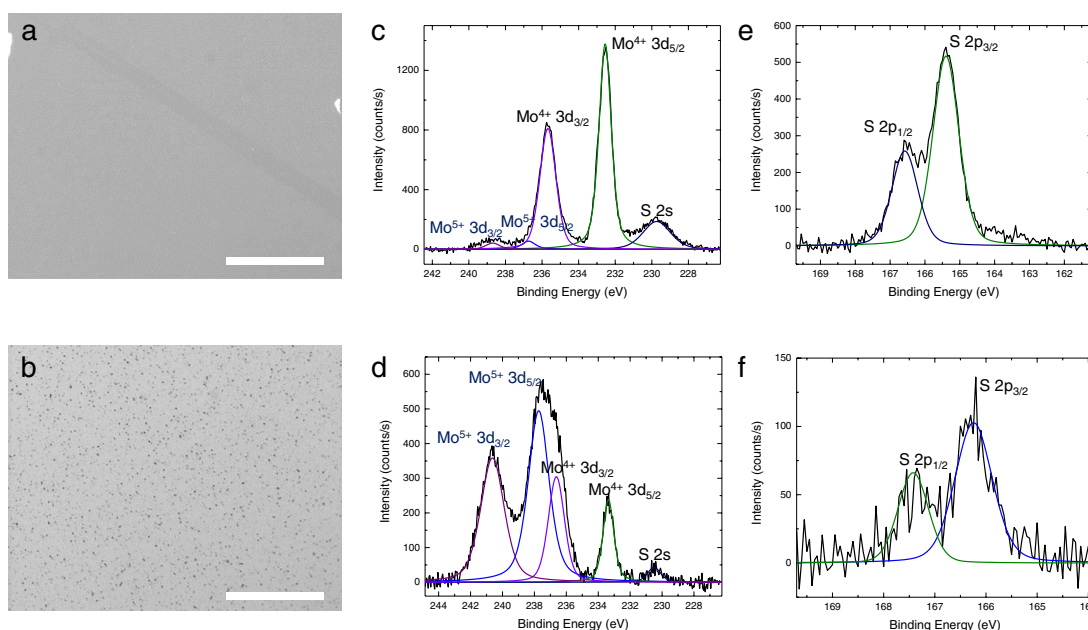 a
b
c
Mo⁴⁺ 3d₅/₂
Mo⁴⁺ 3d₃/₂
Mo⁵⁺ 3d₃/₂
Mo⁵⁺ 3d₅/₂
S 2s
Intensity (counts/s)
1200
800
400
0
242 240 238 236 234 232 230 228
Binding Energy (eV)
e
S 2p₃/₂
S 2p₁/₂
Intensity (counts/s)
600
500
400
300
200
100
0
169 168 167 166 165 164 163 162
Binding Energy (eV)
d
Mo⁵⁺ 3d₅/₂
Mo⁵⁺ 3d₃/₂
Mo⁴⁺ 3d₃/₂
Mo⁴⁺ 3d₅/₂
S 2s
Intensity (counts/s)
600
500
400
300
200
100
0
244 242 240 238 236 234 232 230 228
Binding Energy (eV)
f
S 2p₃/₂
S 2p₁/₂
Intensity (counts/s)
150
100
50
0
169 168 167 166 165
Binding Energy (eV)